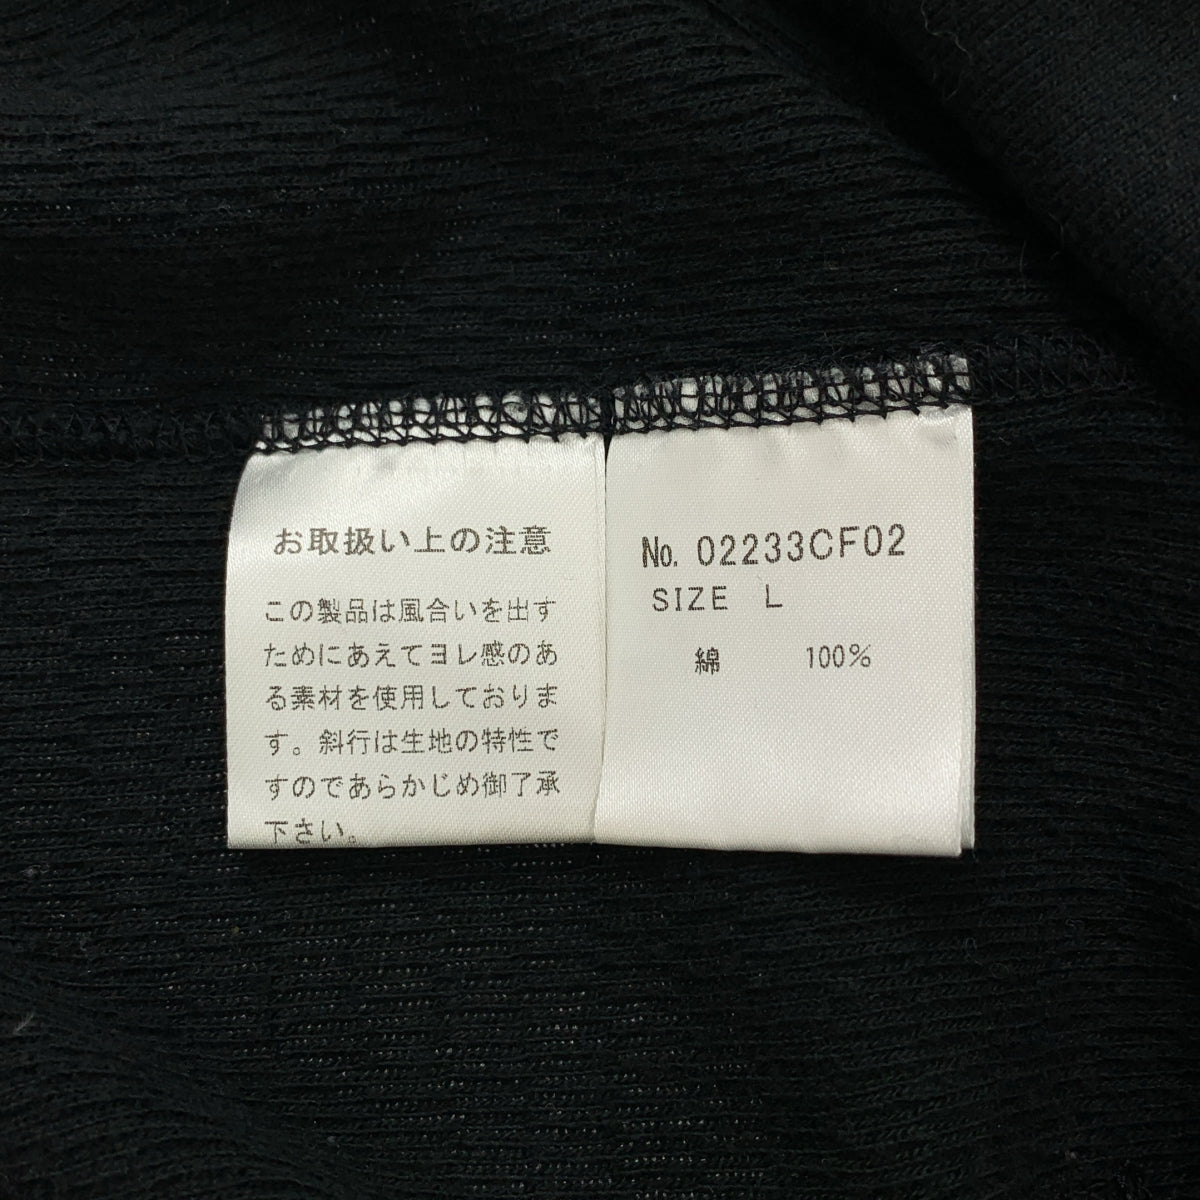 お取扱い上の注意
この製品は風合いを出す
ためにあえてヨレ感のあ
る素材を使用しておりま
す。斜行は生地の特性で
すのであらかじめ御了承
下さい。
No. 02233CF02
SIZE L
綿 100%